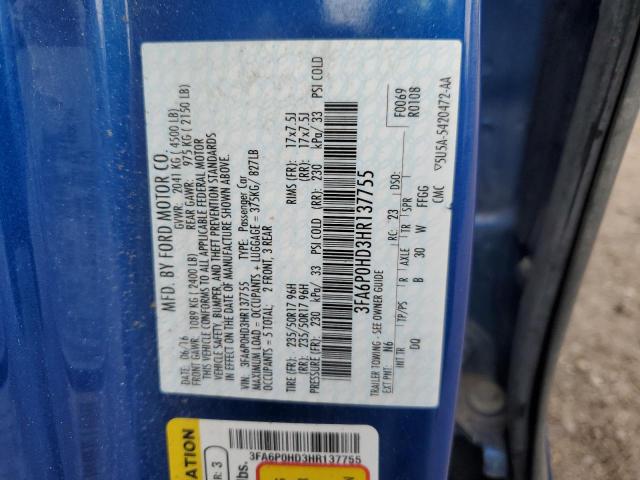 MFD. BY FORD MOTOR CO.
DATE: 06/16 GVWR: 2041 KG ( 4500 LB)
FRONT GAWR: 1089 KG ( 2400 LB) REAR GAWR: 975 KG ( 2150 LB)
THIS VEHICLE CONFORMS TO ALL APPLICABLE FEDERAL MOTOR
VEHICLE SAFETY, BUMPER, AND THEFT PREVENTION STANDARDS
IN EFFECT ON THE DATE OF MANUFACTURE SHOWN ABOVE.
VIN: 3FA6P0HD3HR137755 TYPE: Passenger Car
MAXIMUM LOAD = OCCUPANTS + LUGGAGE = 375KG/ 827LB
OCCUPANTS = 5 TOTAL: 2 FRONT, 3 REAR
TIRE (FR): 235/50R17 96H RIMS (FR): 17x7.5J
(RR): 235/50R17 96H (RR): 17x7.5J
PRESSURE (FR): 230 kPa/ 33 PSI COLD (RR): 230 kPa/ 33 PSI COLD
3FA6P0HD3HR137755
F0069
R0108
TRAILER TOWING - SEE OWNER GUIDE
EXT PNT: N6 RC: 23 DSO:
INT TR TP/PS R AXLE TR SPR
DQ B 30 W FFGG
CMC
5U5A-5420472-AA
3FA6P0HD3HR137755
R: 3
bs.